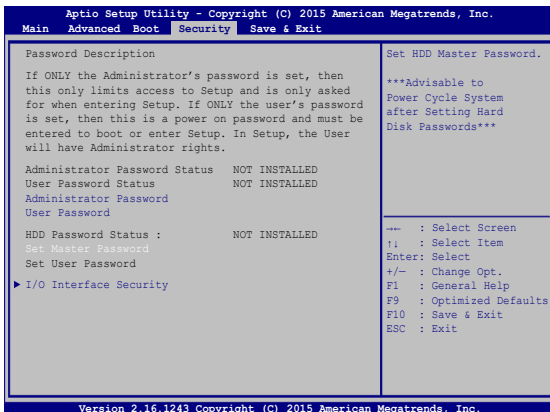 Aptio Setup Utility - Copyright (C) 2015 American Megatrends, Inc.
Main Advanced Boot Security Save & Exit
Password Description
If ONLY the Administrator's password is set, then
this only limits access to Setup and is only asked
for when entering Setup. If ONLY the user's password
is set, then this is a power on password and must be
entered to boot or enter Setup. In Setup, the User
will have Administrator rights.
Administrator Password Status NOT INSTALLED
User Password Status NOT INSTALLED
Administrator Password
User Password
HDD Password Status : NOT INSTALLED
Set Master Password
Set User Password
I/O Interface Security
Set HDD Master Password.
***Advisable to
Power Cycle System
after Setting Hard
Disk Passwords***
→← : Select Screen
↑↓ : Select Item
Enter: Select
+/— : Change Opt.
F1 : General Help
F9 : Optimized Defaults
F10 : Save & Exit
ESC : Exit
Version 2.16.1243 Copyright (C) 2015 American Megatrends, Inc.